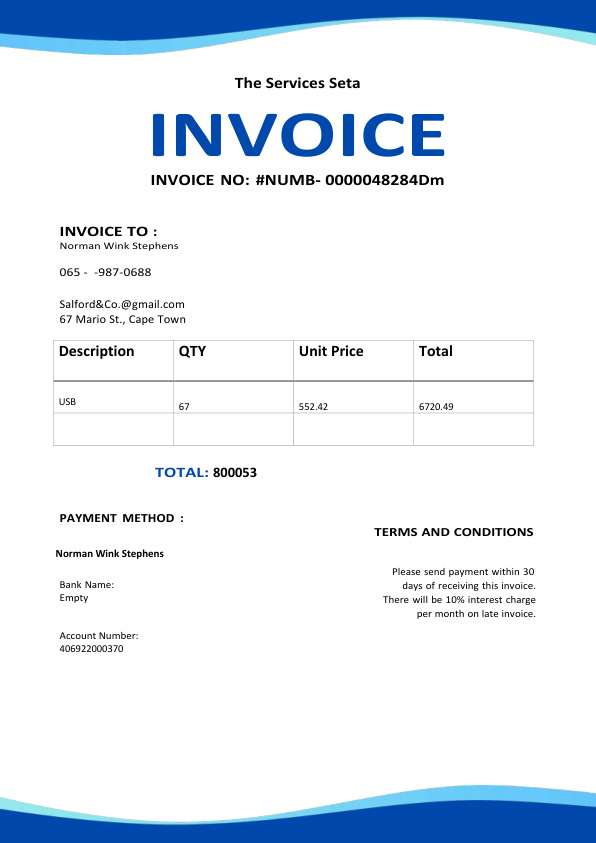 The Services Seta
INVOICE
INVOICE NO: #NUMB- 0000048284Dm
INVOICE TO :
Norman Wink Stephens
065 -  -987-0688
Salford&Co.@gmail.com
67 Mario St., Cape Town
Description QTY Unit Price Total
USB 67 552.42 6720.49
TOTAL: 800053
PAYMENT METHOD :
Norman Wink Stephens
Bank Name:
Empty
Account Number:
406922000370
TERMS AND CONDITIONS
Please send payment within 30
days of receiving this invoice.
There will be 10% interest charge
per month on late invoice.